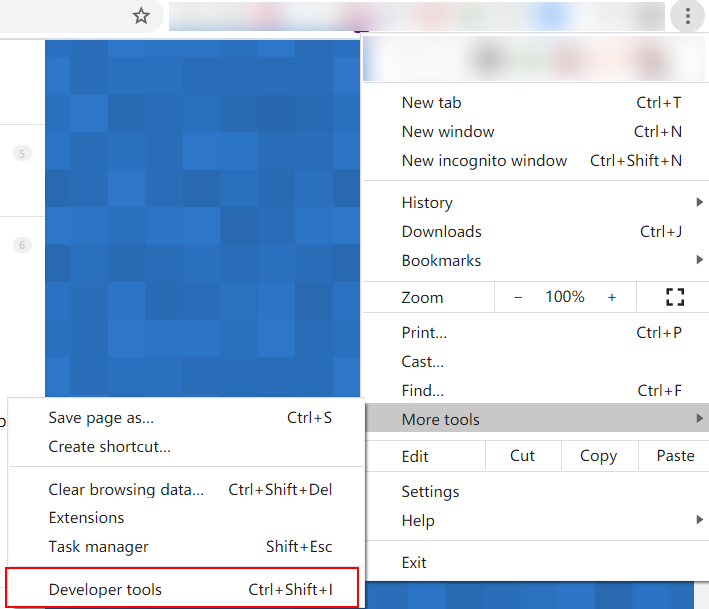 New tab Ctrl+T
New window Ctrl+N
New incognito window Ctrl+Shift+N
5
History
Downloads Ctrl+J
6
Bookmarks
Zoom − 100% +
Print... Ctrl+P
Cast...
Find... Ctrl+F
More tools
Edit Cut Copy Paste
Settings
Help
Exit
Save page as... Ctrl+S
Create shortcut...
Clear browsing data... Ctrl+Shift+Del
Extensions
Task manager Shift+Esc
Developer tools Ctrl+Shift+I